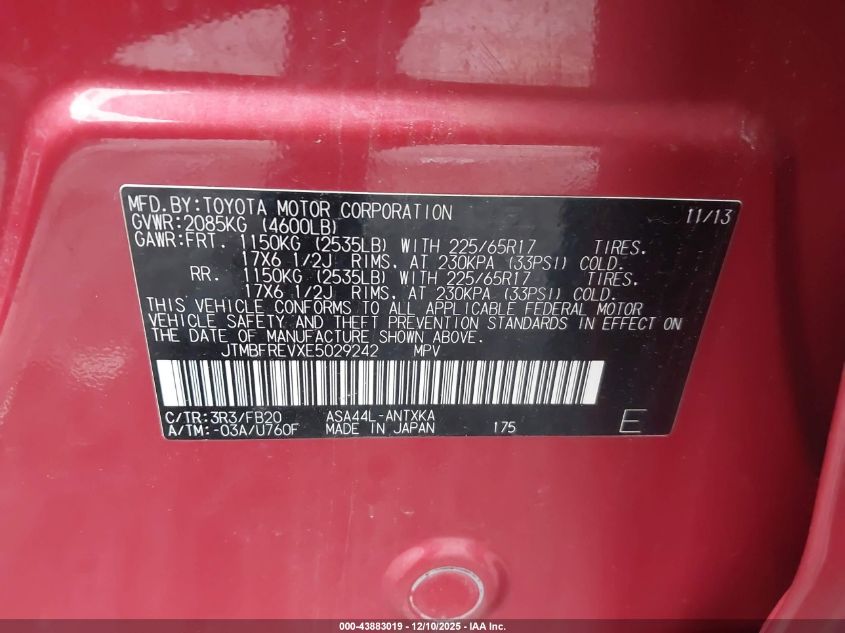 MFD.BY:TOYOTA MOTOR CORPORATION 11/13
GVWR:2085KG (4600LB)
GAWR:FRT. 1150KG (2535LB) WITH 225/65R17 TIRES.
17X6 1/2J RIMS. AT 230KPA (33PSI) COLD.
RR. 1150KG (2535LB) WITH 225/65R17 TIRES.
17X6 1/2J RIMS. AT 230KPA (33PSI) COLD.
THIS VEHICLE CONFORMS TO ALL APPLICABLE FEDERAL MOTOR
VEHICLE SAFETY AND THEFT PREVENTION STANDARDS IN EFFECT ON
THE DATE OF MANUFACTURE SHOWN ABOVE.
JTMBFREVXE5029242 MPV
C/TR:3R3/FB20 ASA44L-ANTXKA
A/TM:-03A/U760F MADE IN JAPAN 175 E
000-43883019 - 12/10/2025 - IAA Inc.